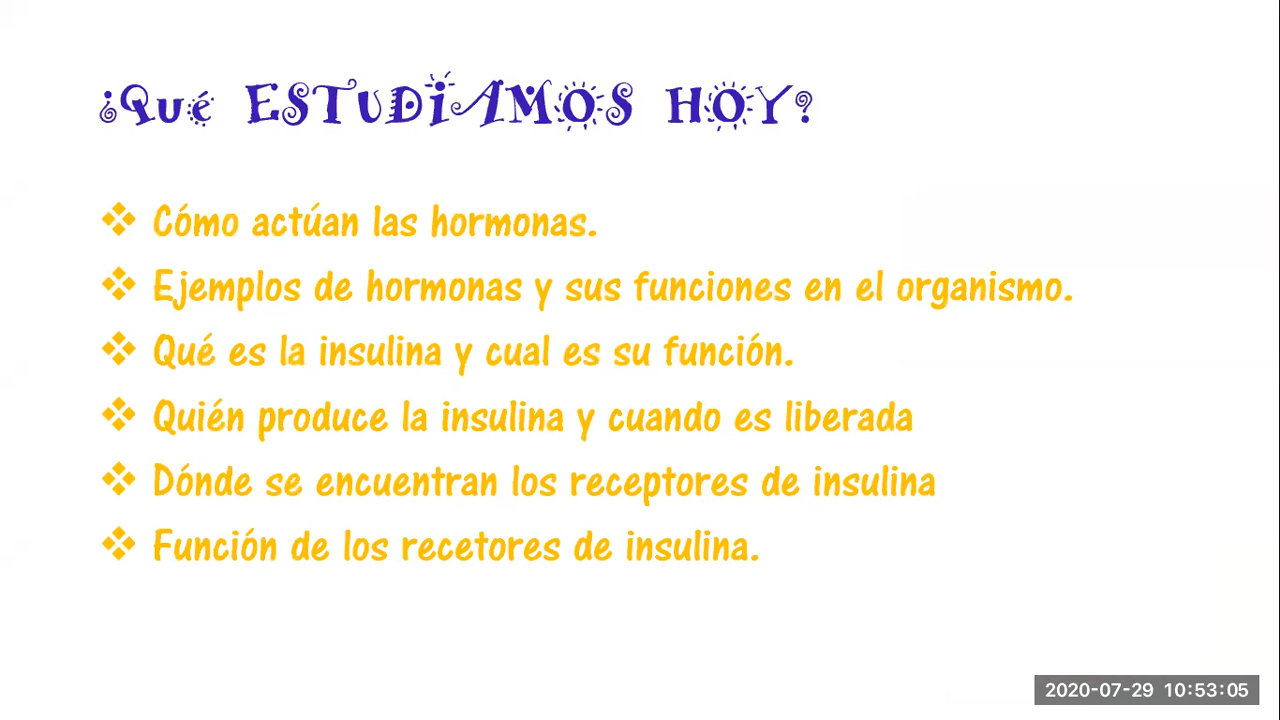 ¿Qué ESTUDIAMOS HOY?
❖ Cómo actúan las hormonas.
❖ Ejemplos de hormonas y sus funciones en el organismo.
❖ Qué es la insulina y cual es su función.
❖ Quién produce la insulina y cuando es liberada
❖ Dónde se encuentran los receptores de insulina
❖ Función de los recetores de insulina.
2020-07-29 10:53:05